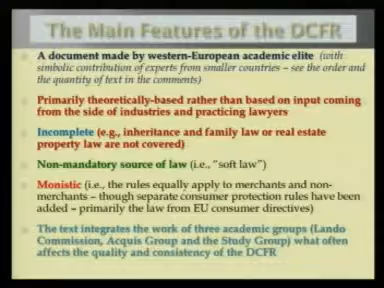 The Main Features of the DCFR
A document made by western-European academic elite (with
simbolic contribution of experts from smaller countries – see the order and
the quantity of text in the comments)
Primarily theoretically-based rather than based on input coming
from the side of industries and practicing lawyers
Incomplete (e.g., inheritance and family law or real estate
property law are not covered)
Non-mandatory source of law (i.e., "soft law")
Monistic (i.e., the rules equally apply to merchants and non-
merchants – though separate consumer protection rules have been
added – primarily the law from EU consumer directives)
The text integrates the work of three academic groups (Lando
Commission, Acquis Group and the Study Group) what often
affects the quality and consistency of the DCFR